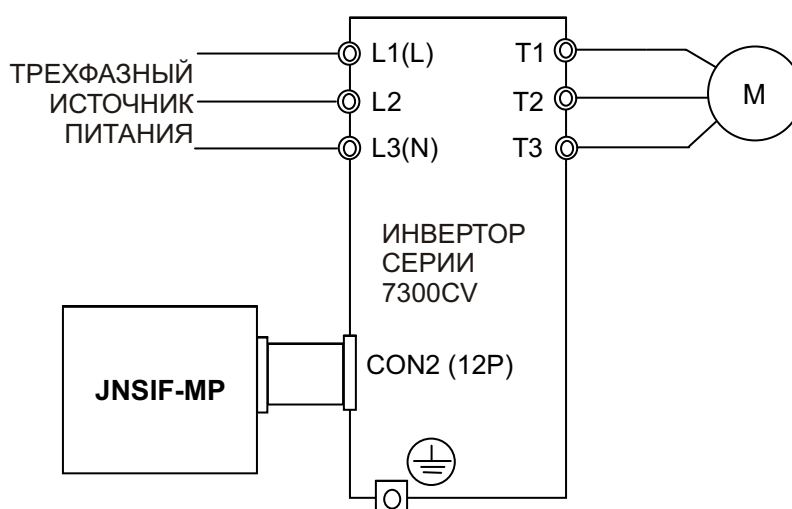 ТРЕХФАЗНЫЙ
ИСТОЧНИК
ПИТАНИЯ
L1(L)
L2
L3(N)
T1
T2
T3
M
ИНВЕРТОР
СЕРИИ
7300CV
JNSIF-MP
CON2 (12P)